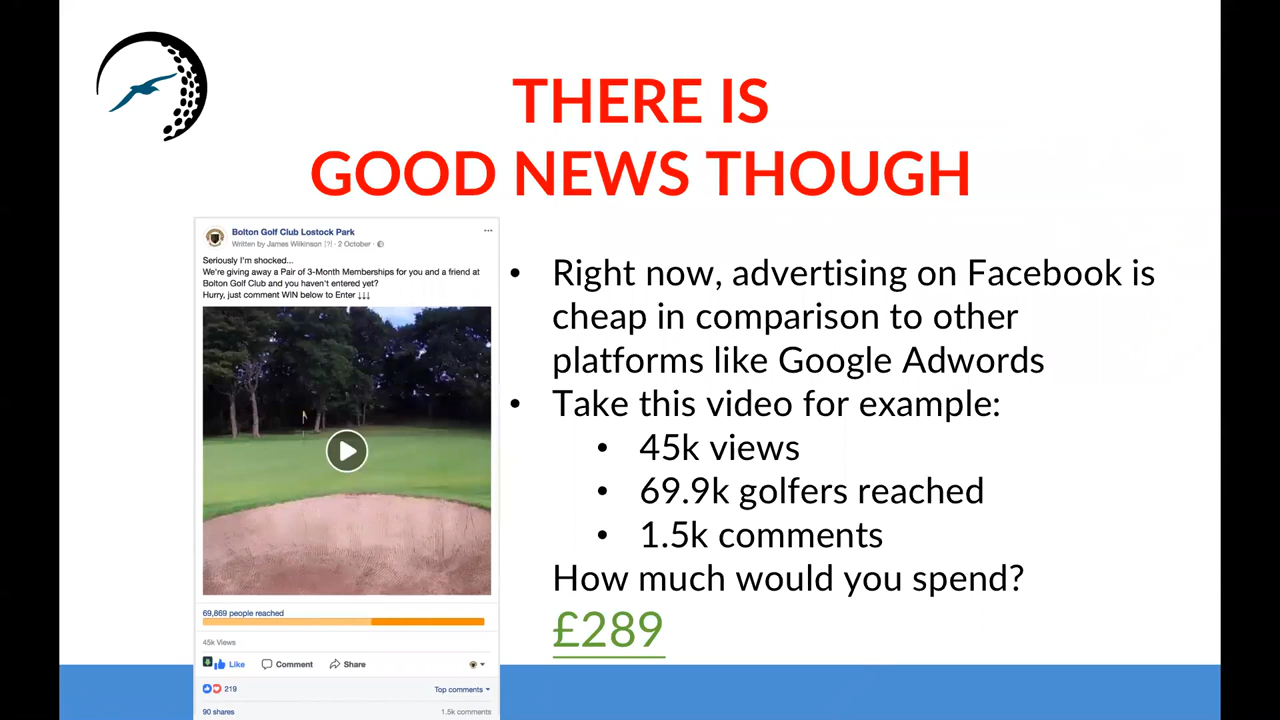 THERE IS
GOOD NEWS THOUGH
Bolton Golf Club Lostock Park
Written by James Wilkinson [?] · 2 October ·
Seriously I'm shocked...
We're giving away a Pair of 3-Month Memberships for you and a friend at
Bolton Golf Club and you haven't entered yet?
Hurry, just comment WIN below to Enter ↓↓↓
69,869 people reached
45k Views
Like Comment Share
219 Top comments
90 shares 1.5k comments
• Right now, advertising on Facebook is
cheap in comparison to other
platforms like Google Adwords
• Take this video for example:
• 45k views
• 69.9k golfers reached
• 1.5k comments
How much would you spend?
£289